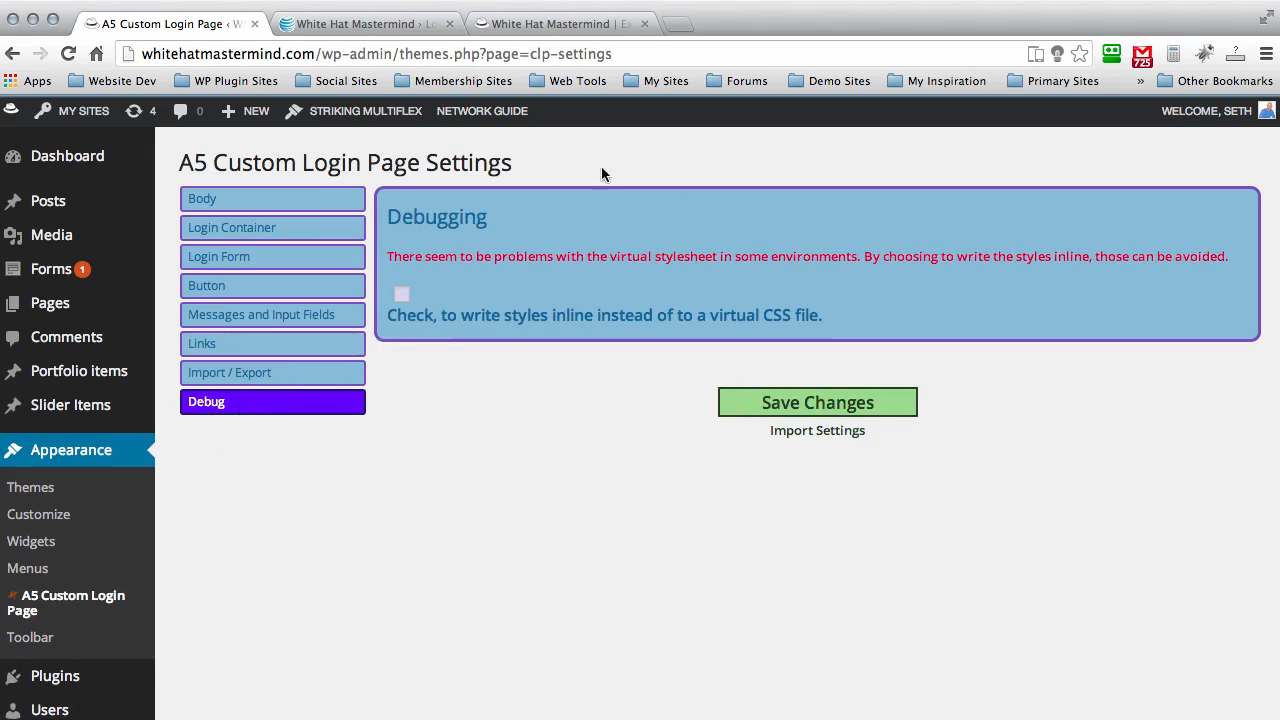 A5 Custom Login Page ‹ W
White Hat Mastermind › Lo
White Hat Mastermind | Ex
whitehatmastermind.com/wp-admin/themes.php?page=clp-settings
725
Apps
Website Dev
WP Plugin Sites
Social Sites
Membership Sites
Web Tools
My Sites
Forums
Demo Sites
My Inspiration
Primary Sites
»
Other Bookmarks
MY SITES
4
0
NEW
STRIKING MULTIFLEX
NETWORK GUIDE
WELCOME, SETH
Dashboard
Posts
Media
Forms 1
Pages
Comments
Portfolio items
Slider Items
Appearance
Themes
Customize
Widgets
Menus
A5 Custom Login
Page
Toolbar
Plugins
Users
A5 Custom Login Page Settings
Body
Login Container
Login Form
Button
Messages and Input Fields
Links
Import / Export
Debug
Debugging
There seem to be problems with the virtual stylesheet in some environments. By choosing to write the styles inline, those can be avoided.
Check, to write styles inline instead of to a virtual CSS file.
Save Changes
Import Settings